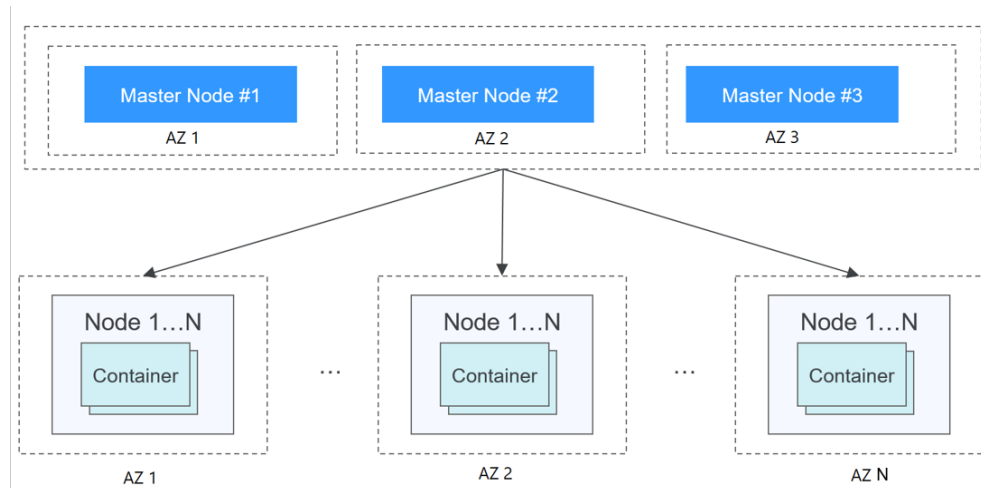 Master Node #1
Master Node #2
Master Node #3
AZ 1
AZ 2
AZ 3
Node 1...N
Container
...
Node 1...N
Container
...
Node 1...N
Container
AZ 1
AZ 2
AZ N